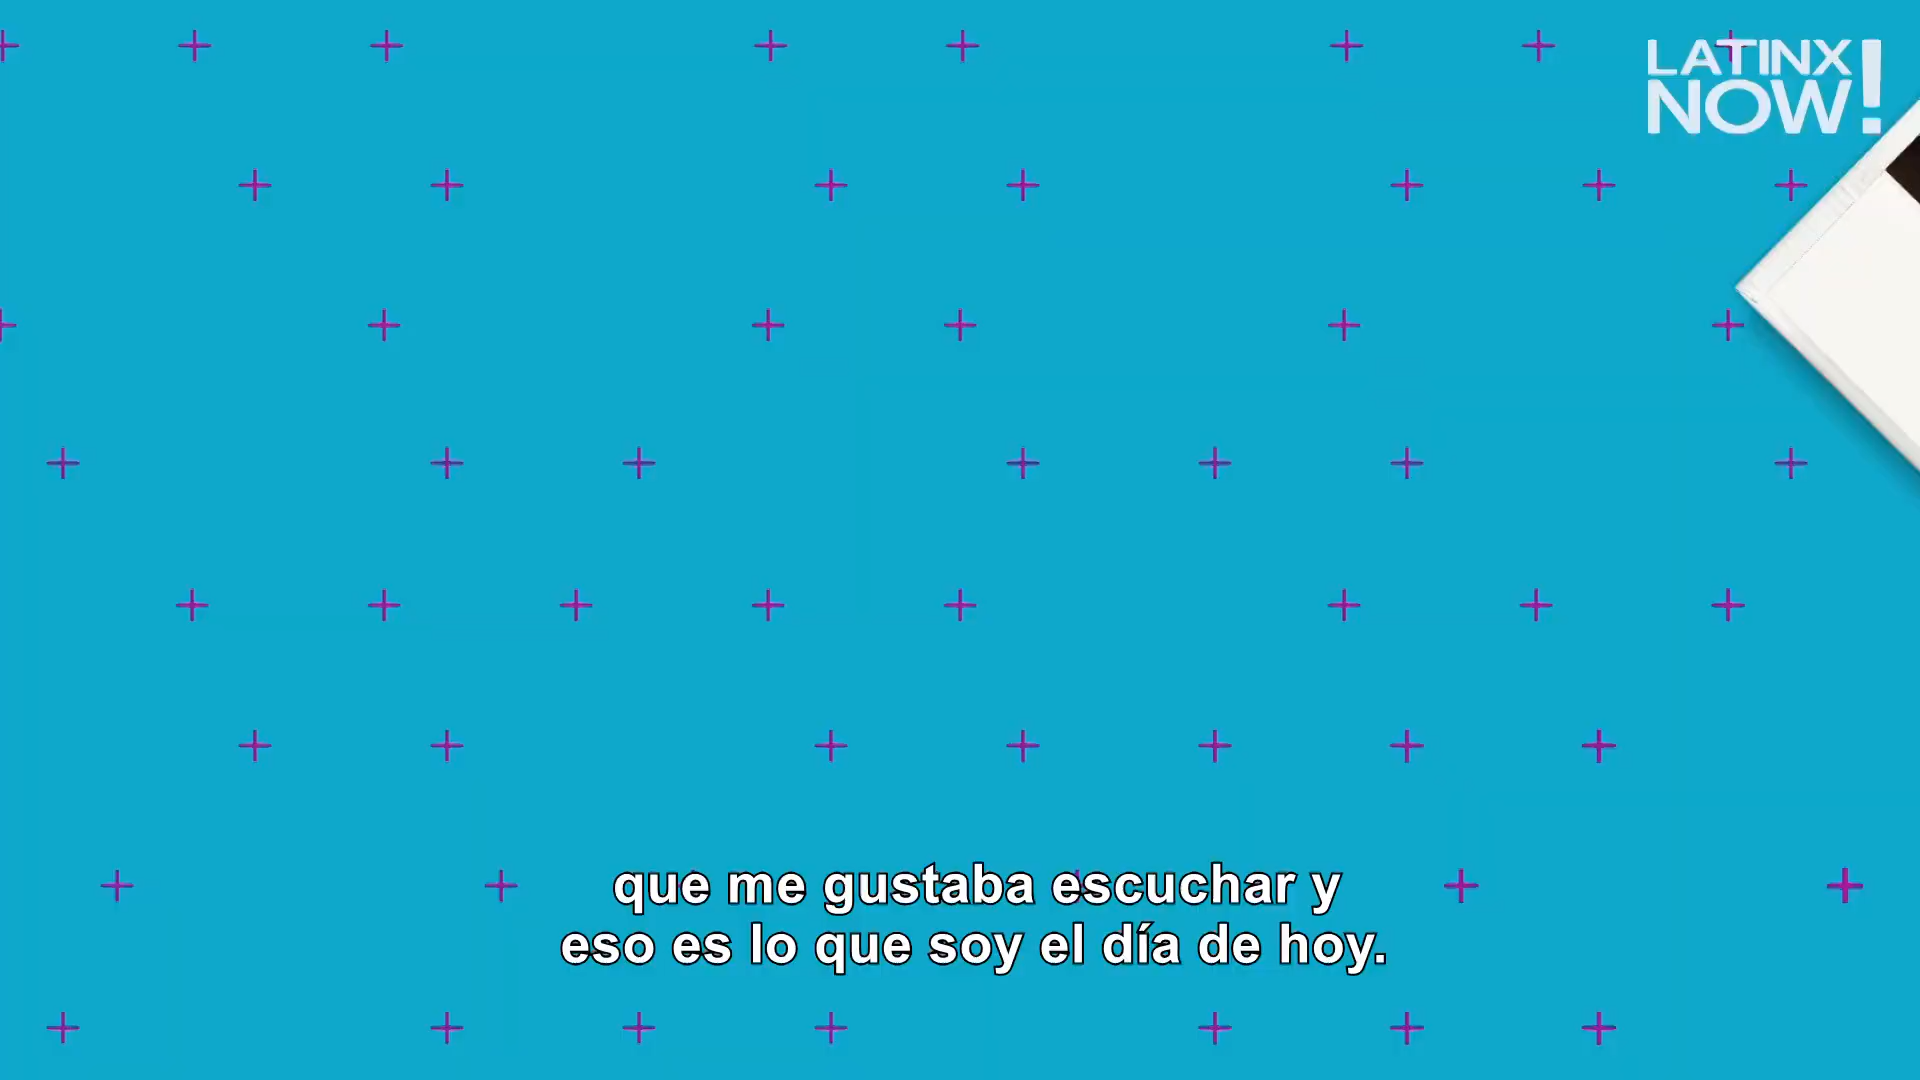 LATINX
NOW!
que me gustaba escuchar y
eso es lo que soy el día de hoy.